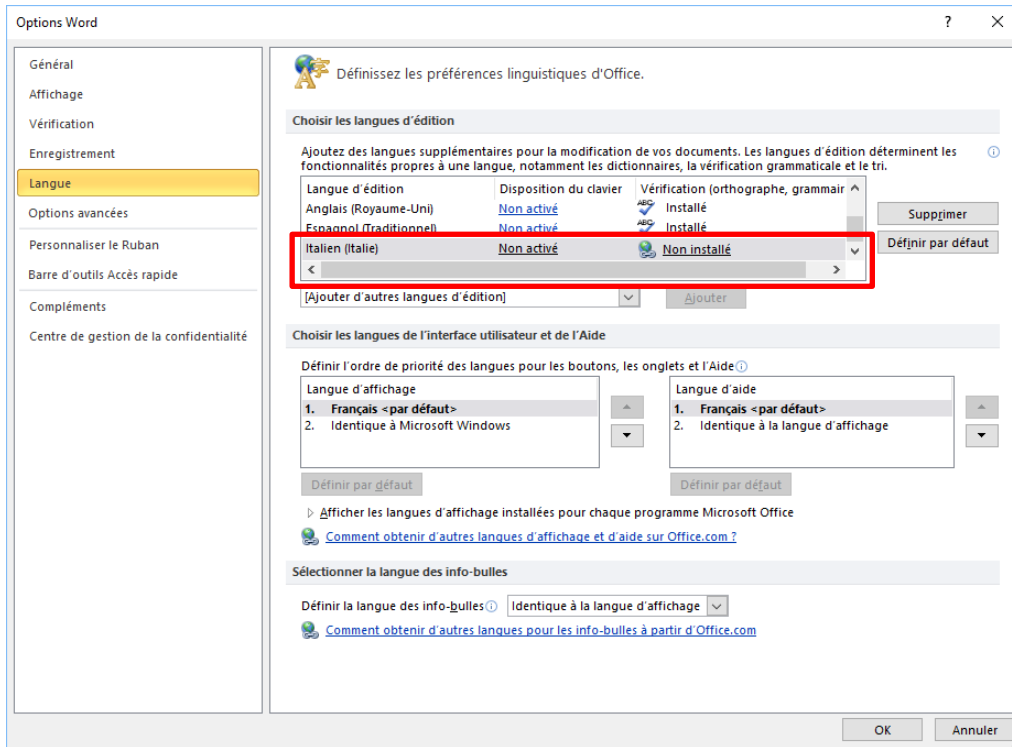 Options Word
Général
Affichage
Vérification
Enregistrement
Langue
Options avancées
Personnaliser le Ruban
Barre d'outils Accès rapide
Compléments
Centre de gestion de la confidentialité
Définissez les préférences linguistiques d'Office.
Choisir les langues d'édition
Ajoutez des langues supplémentaires pour la modification de vos documents. Les langues d'édition déterminent les
fonctionnalités propres à une langue, notamment les dictionnaires, la vérification grammaticale et le tri.
Langue d'édition Disposition du clavier Vérification (orthographe, grammair
Anglais (Royaume-Uni) Non activé ABC Installé
Espagnol (Traditionnel) Non activé ABC Installé
Italien (Italie) Non activé Non installé
Supprimer
Définir par défaut
[Ajouter d'autres langues d'édition] Ajouter
Choisir les langues de l'interface utilisateur et de l'Aide
Définir l'ordre de priorité des langues pour les boutons, les onglets et l'Aide
Langue d'affichage
1. Français <par défaut>
2. Identique à Microsoft Windows
Définir par défaut
Langue d'aide
1. Français <par défaut>
2. Identique à la langue d'affichage
Définir par défaut
Afficher les langues d'affichage installées pour chaque programme Microsoft Office
Comment obtenir d'autres langues d'affichage et d'aide sur Office.com ?
Sélectionner la langue des info-bulles
Définir la langue des info-bulles Identique à la langue d'affichage
Comment obtenir d'autres langues pour les info-bulles à partir d'Office.com
OK Annuler